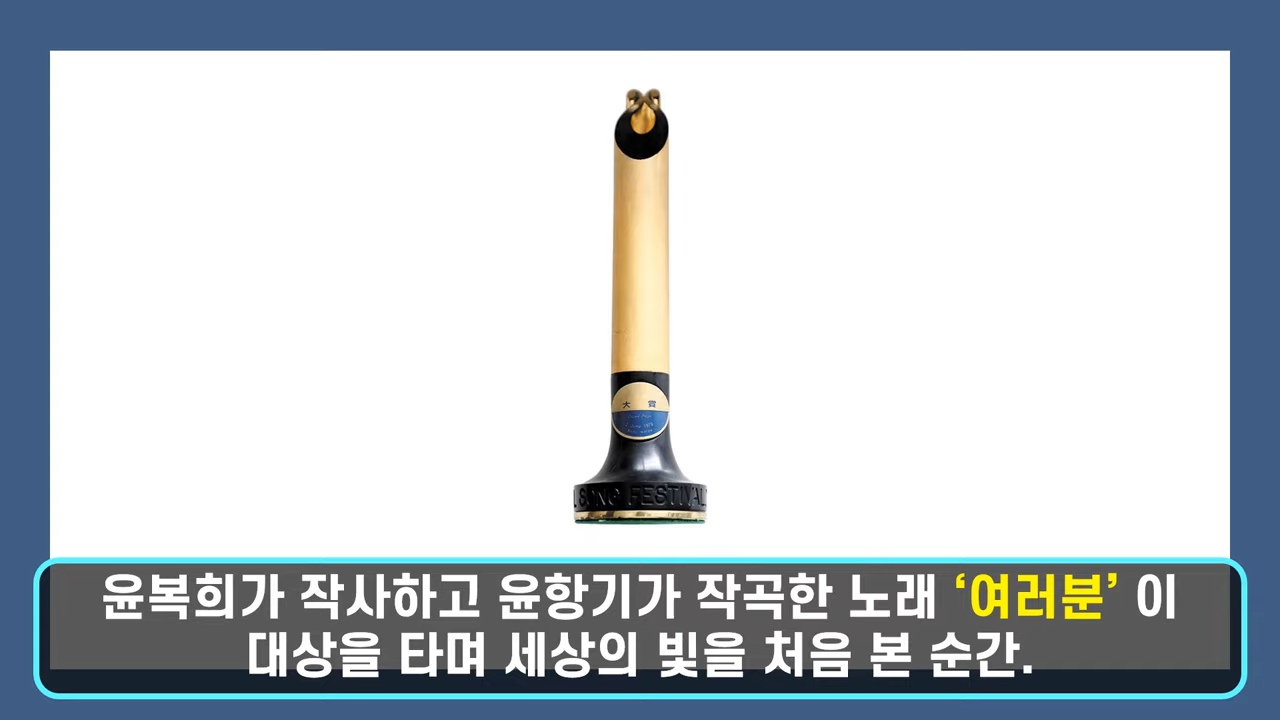 大 賞
SONG FESTIVAL
윤복희가 작사하고 윤항기가 작곡한 노래 ‘여러분’ 이
대상을 타며 세상의 빛을 처음 본 순간.